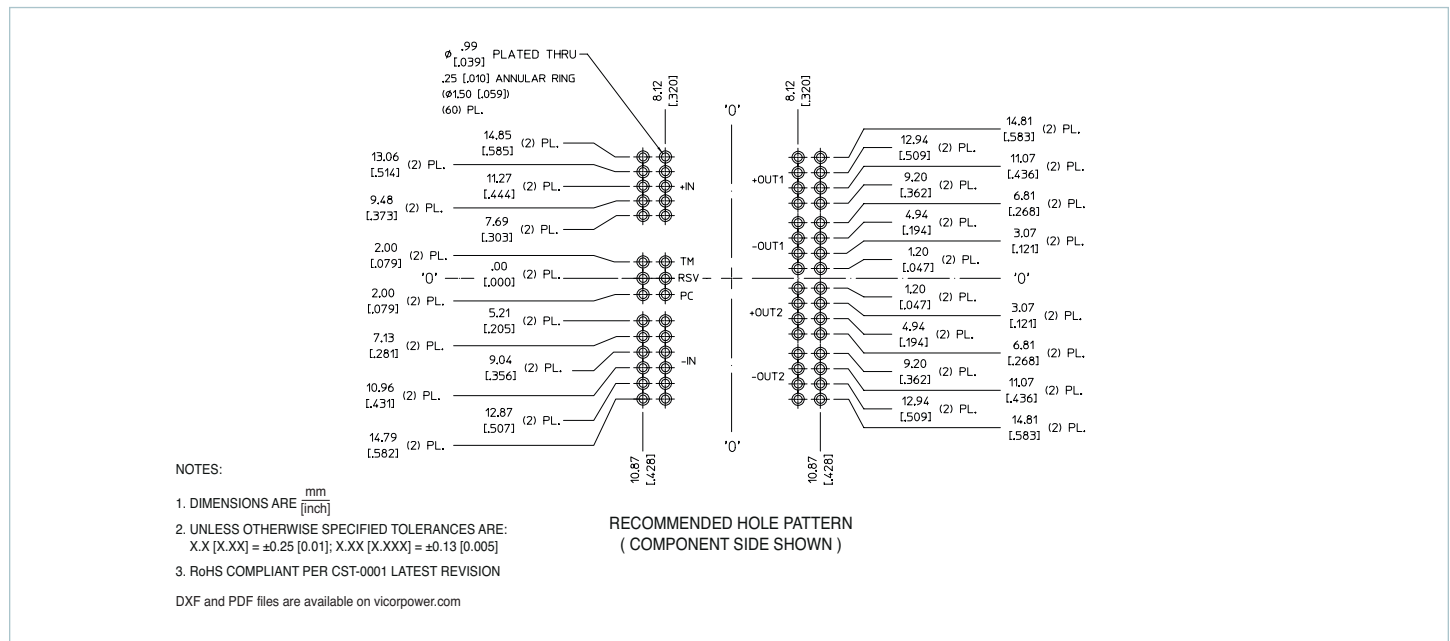 ø .99 [.039] PLATED THRU
.25 [.010] ANNULAR RING
(ø1.50 [.059])
(60) PL.
8.12 [.320]
'0'
8.12 [.320]
14.85 [.585] (2) PL.
13.06 [.514] (2) PL.
11.27 [.444] (2) PL.
9.48 [.373] (2) PL.
7.69 [.303] (2) PL.
2.00 [.079] (2) PL.
'0'
.00 [.000] (2) PL.
2.00 [.079] (2) PL.
5.21 [.205] (2) PL.
7.13 [.281] (2) PL.
9.04 [.356] (2) PL.
10.96 [.431] (2) PL.
12.87 [.507] (2) PL.
14.79 [.582] (2) PL.
+IN
TM
RSV
PC
-IN
+OUT1
-OUT1
+OUT2
-OUT2
14.81 [.583] (2) PL.
12.94 [.509] (2) PL.
11.07 [.436] (2) PL.
9.20 [.362] (2) PL.
6.81 [.268] (2) PL.
4.94 [.194] (2) PL.
3.07 [.121] (2) PL.
1.20 [.047] (2) PL.
'0'
1.20 [.047] (2) PL.
3.07 [.121] (2) PL.
4.94 [.194] (2) PL.
6.81 [.268] (2) PL.
9.20 [.362] (2) PL.
11.07 [.436] (2) PL.
12.94 [.509] (2) PL.
14.81 [.583] (2) PL.
10.87 [.428]
'0'
10.87 [.428]
RECOMMENDED HOLE PATTERN
( COMPONENT SIDE SHOWN )
NOTES:
1. DIMENSIONS ARE mm [inch]
2. UNLESS OTHERWISE SPECIFIED TOLERANCES ARE:
X.X [X.XX] = ±0.25 [0.01]; X.XX [X.XXX] = ±0.13 [0.005]
3. RoHS COMPLIANT PER CST-0001 LATEST REVISION
DXF and PDF files are available on vicorpower.com